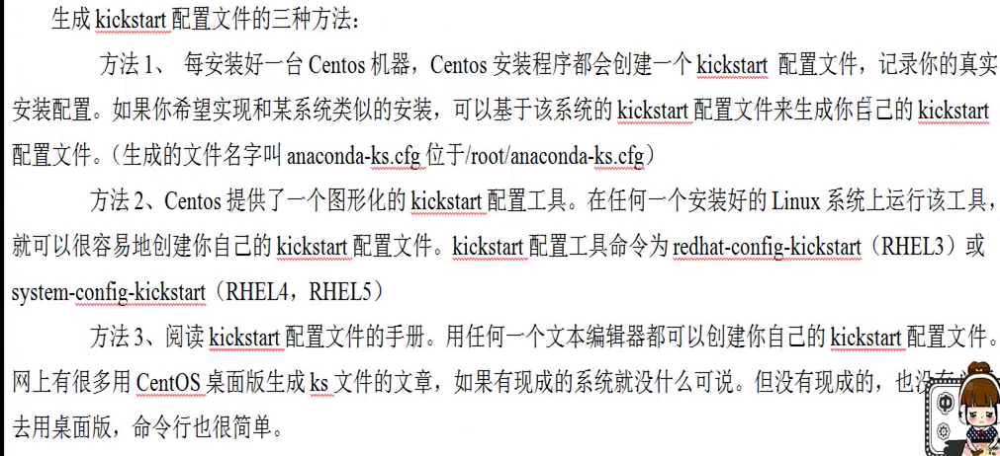 生成 kickstart 配置文件的三种方法：
方法 1、 每安装好一台 Centos 机器，Centos 安装程序都会创建一个 kickstart 配置文件，记录你的真实
安装配置。如果你希望实现和某系统类似的安装，可以基于该系统的 kickstart 配置文件来生成你自己的 kickstart
配置文件。（生成的文件名字叫 anaconda-ks.cfg 位于/root/anaconda-ks.cfg）
方法 2、Centos 提供了一个图形化的 kickstart 配置工具。在任何一个安装好的 Linux 系统上运行该工具，
就可以很容易地创建你自己的 kickstart 配置文件。kickstart 配置工具命令为 redhat-config-kickstart（RHEL3）或
system-config-kickstart（RHEL4，RHEL5）
方法 3、阅读 kickstart 配置文件的手册。用任何一个文本编辑器都可以创建你自己的 kickstart 配置文件。
网上有很多用 CentOS 桌面版生成 ks 文件的文章，如果有现成的系统就没什么可说。但没有现成的，也没
去用桌面版，命令行也很简单。
中